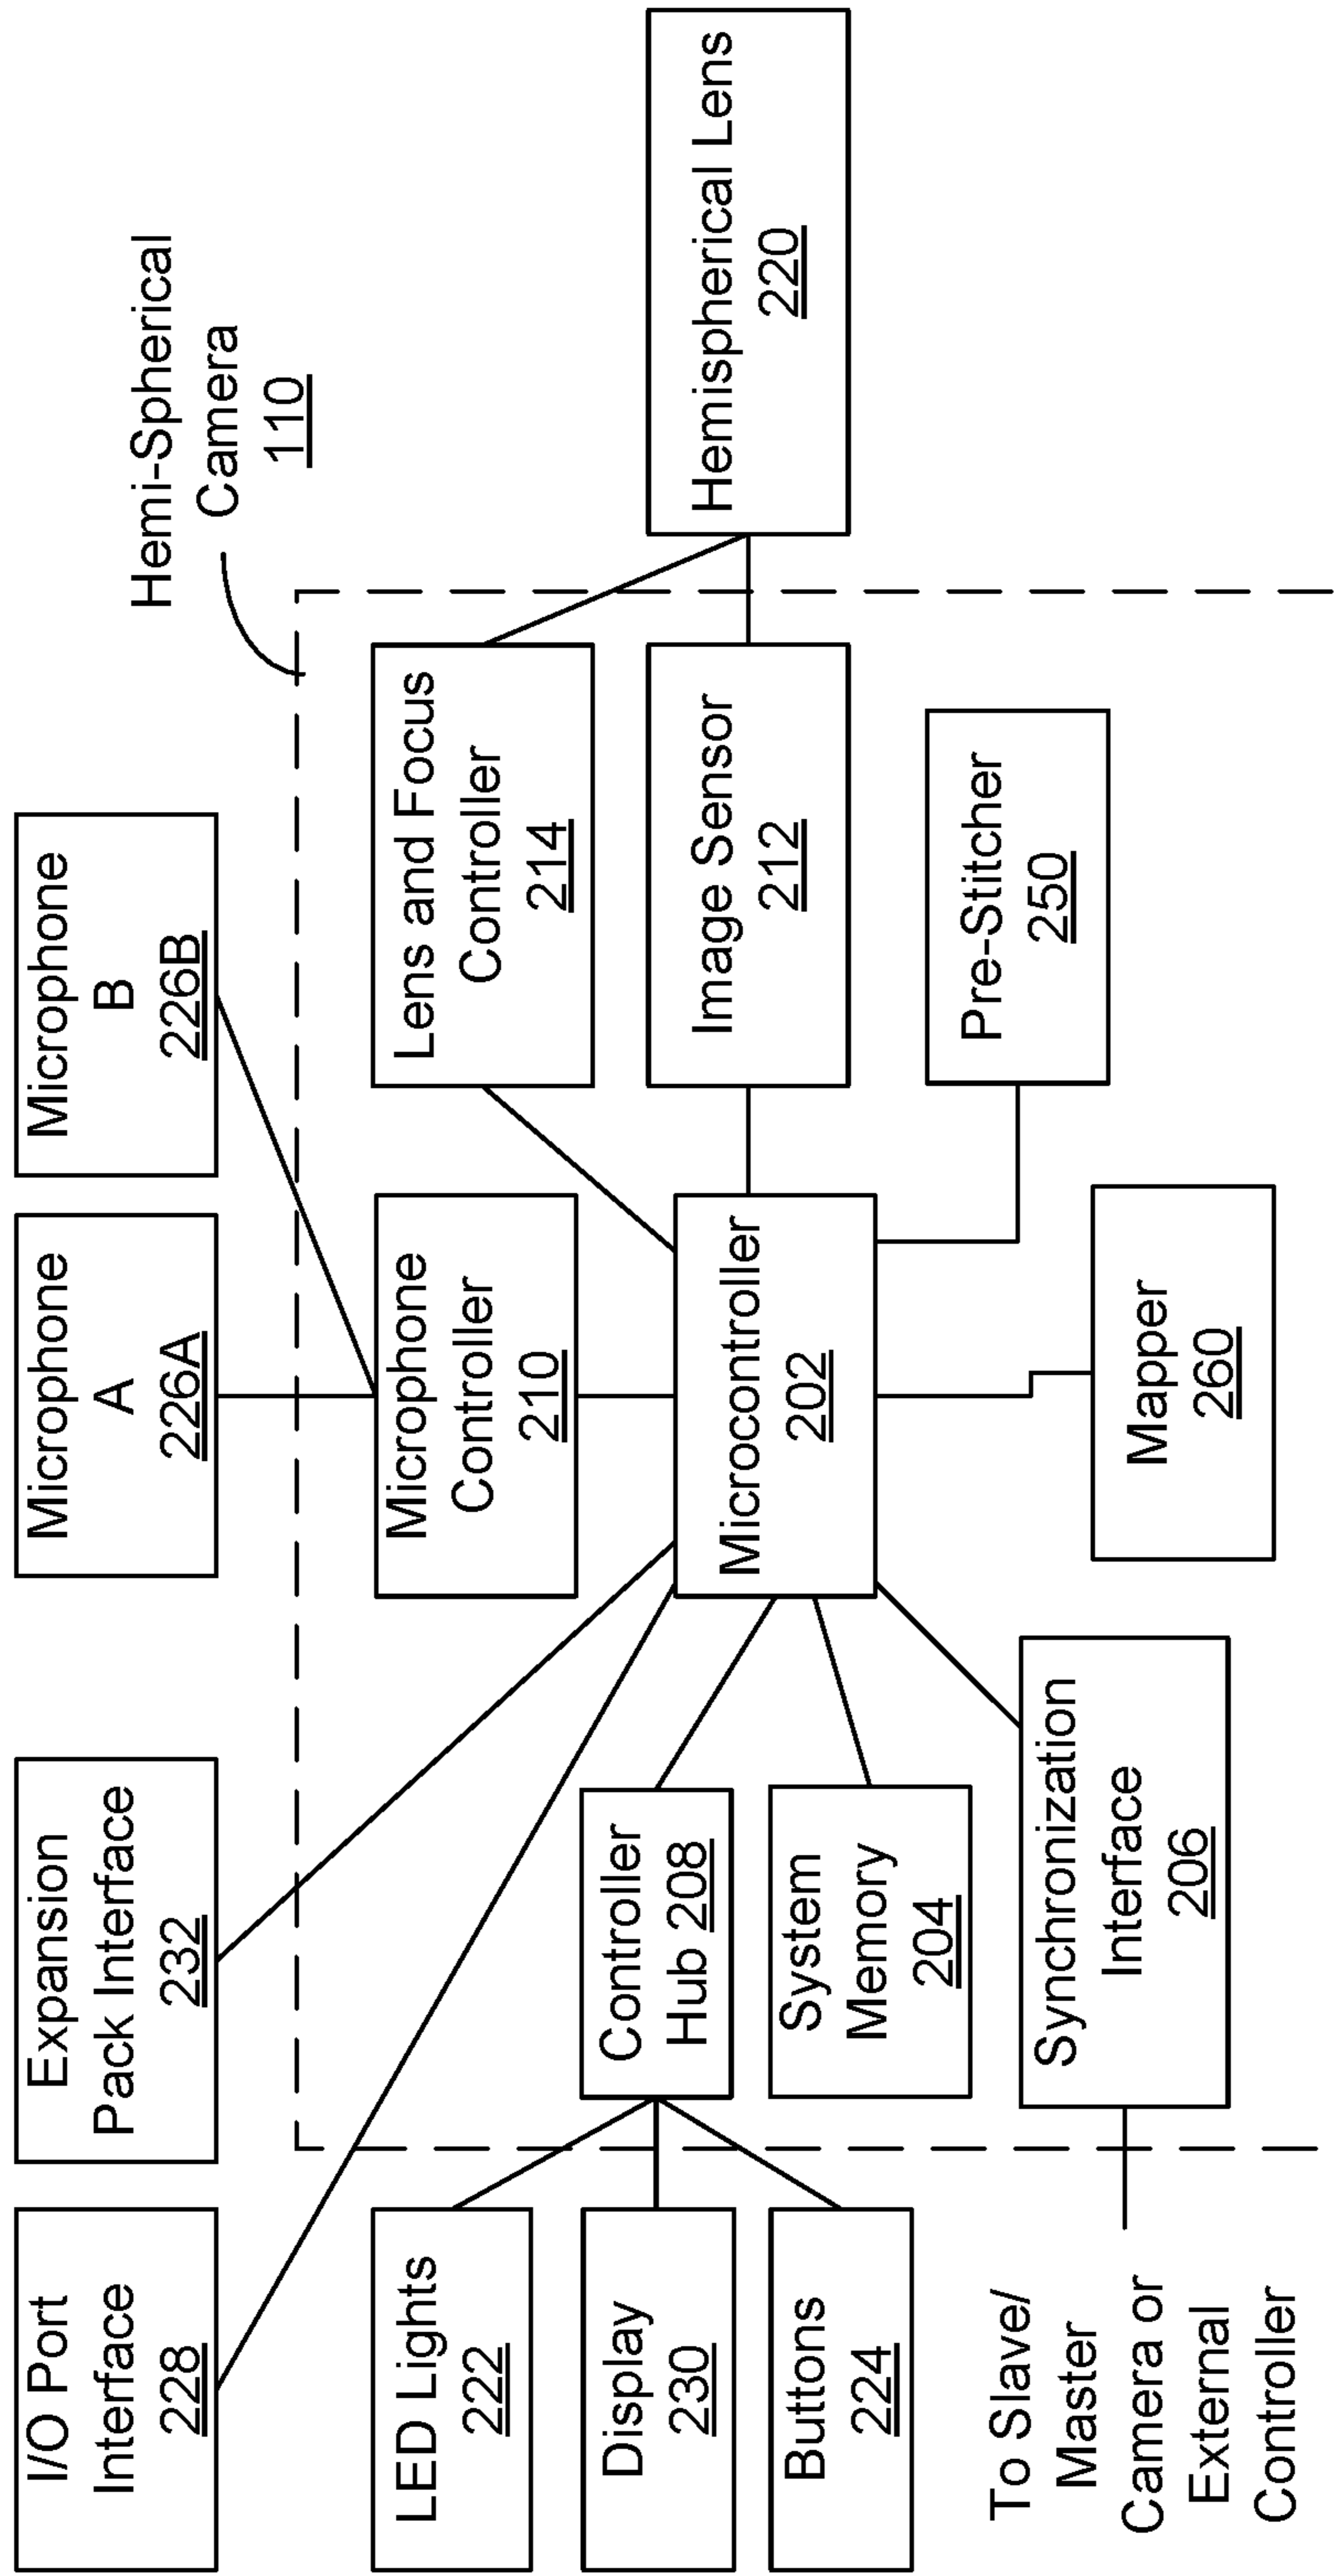 I/O Port
Interface
228
Expansion
Pack Interface
232
Microphone
A
226A
Microphone
B
226B
Hemi-Spherical
Camera
110
LED Lights
222
Display
230
Buttons
224
Controller
Hub 208
System
Memory
204
Microphone
Controller
210
Lens and Focus
Controller
214
Microcontroller
202
Image Sensor
212
Hemispherical Lens
220
Pre-Stitcher
250
Mapper
260
Synchronization
Interface
206
To Slave/
Master
Camera or
External
Controller